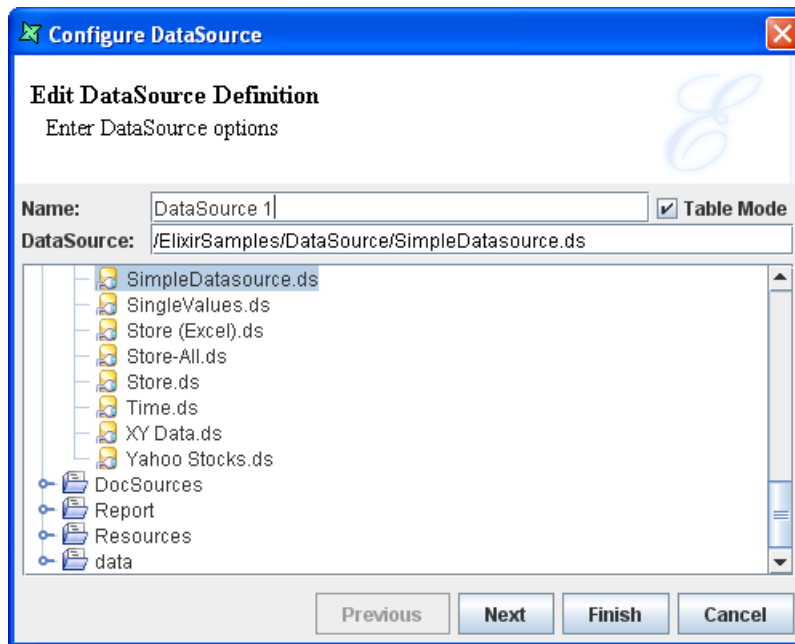 Configure DataSource
Edit DataSource Definition
Enter DataSource options
Name: DataSource 1 Table Mode
DataSource: /ElixirSamples/DataSource/SimpleDatasource.ds
SimpleDatasource.ds
SingleValues.ds
Store (Excel).ds
Store-All.ds
Store.ds
Time.ds
XY Data.ds
Yahoo Stocks.ds
DocSources
Report
Resources
data
Previous Next Finish Cancel